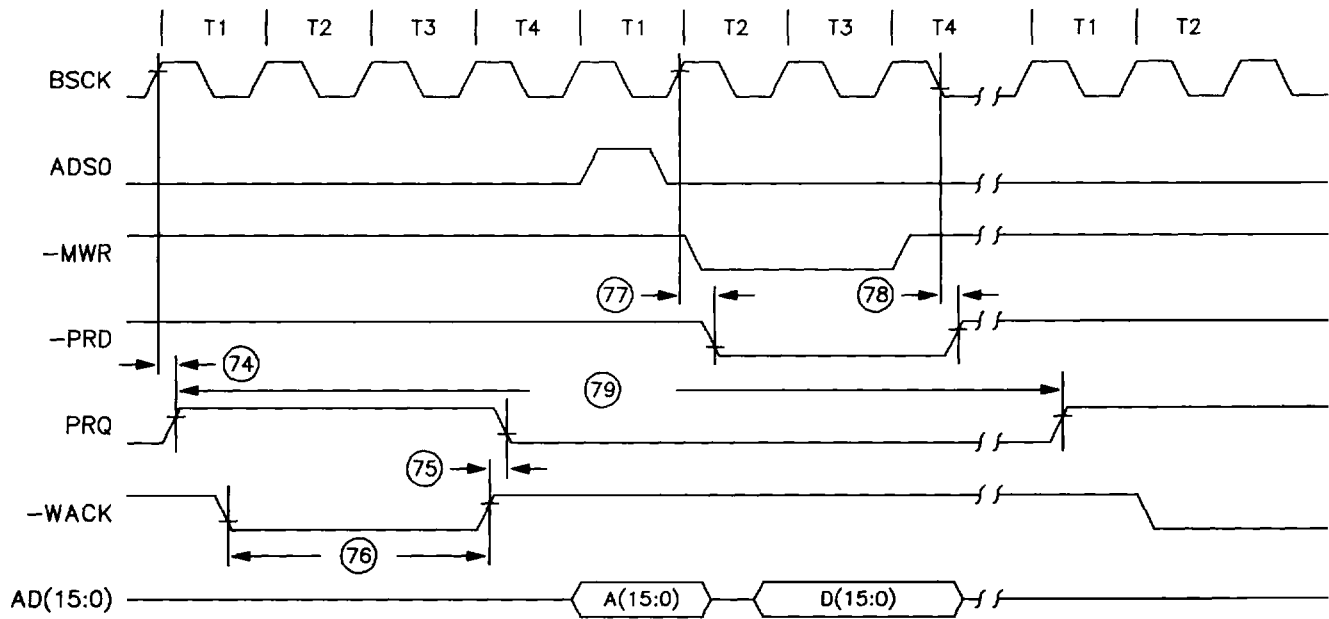 T1 T2 T3 T4 T1 T2 T3 T4 T1 T2
BSCK
ADS0
-MWR
77 78
-PRD
74
79
PRQ
75
-WACK
76
AD(15:0) A(15:0) D(15:0)